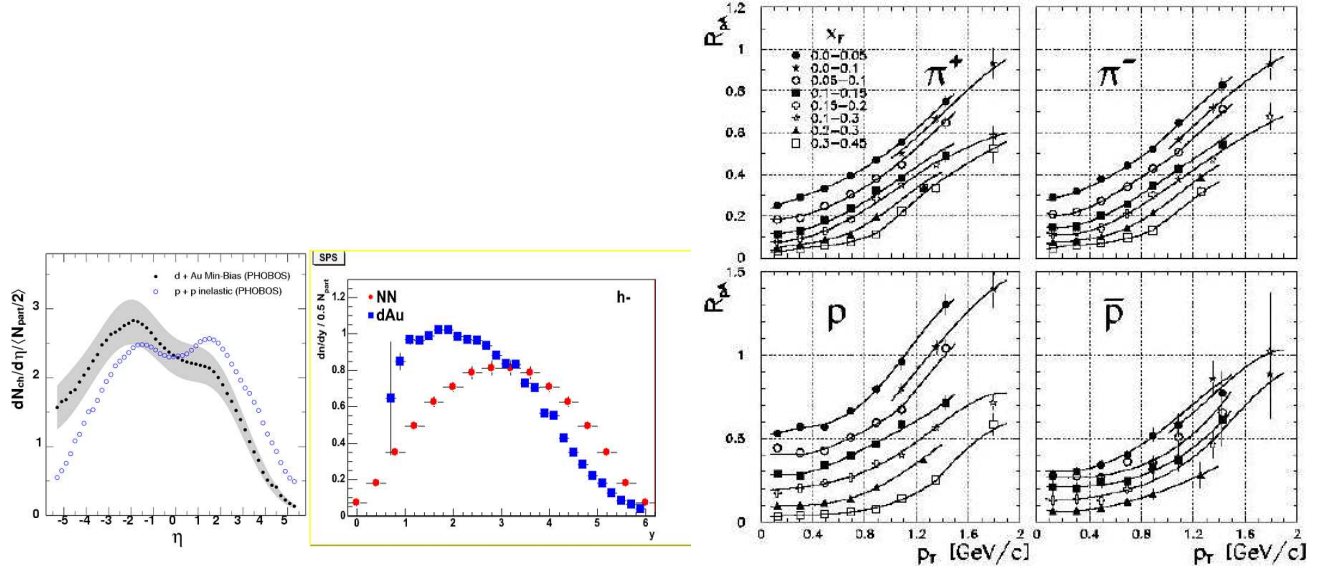 dN_ch/dη/⟨N_part/2⟩
• d + Au Min-Bias (PHOBOS)
○ p + p inelastic (PHOBOS)
3
2
1
0
-5 -4 -3 -2 -1 0 1 2 3 4 5
η
SPS
dn/dy / 0.5 N_part
h-
NN
dAu
1.2
1
0.8
0.6
0.4
0.2
0
0 1 2 3 4 5 6
y
R_pA
1.2
1
0.8
0.6
0.4
0.2
0
x_F
0.0-0.05
0.0-0.1
0.05-0.1
0.1-0.15
0.15-0.2
0.1-0.3
0.2-0.3
0.3-0.45
π⁺
π⁻
R_pA
1.5
1
0.5
0
p
p̅
0 0.4 0.8 1.2 1.6 2
0.4 0.8 1.2 1.6 2
p_T [GeV/c]
p_T [GeV/c]